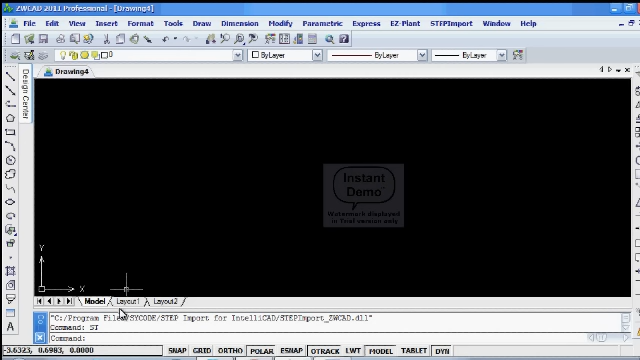 ZWCAD 2011 Professional - [Drawing4]
File Edit View Insert Format Tools Draw Dimension Modify Parametric Express EZ-Plant STEPImport Window Help
0 ByLayer ByLayer ByLayer
Drawing4
Design Center
Instant
Demo
Watermark displayed
in Trial version only
Y
X
Model Layout1 Layout2
"C:/Program Files/SYCODE/STEP Import for IntelliCAD/STEPImport_ZWCAD.dll"
Command: ST
Command:
-3.6323, 0.6983, 0.0000 SNAP GRID ORTHO POLAR ESNAP OTRACK LWT MODEL TABLET DYN